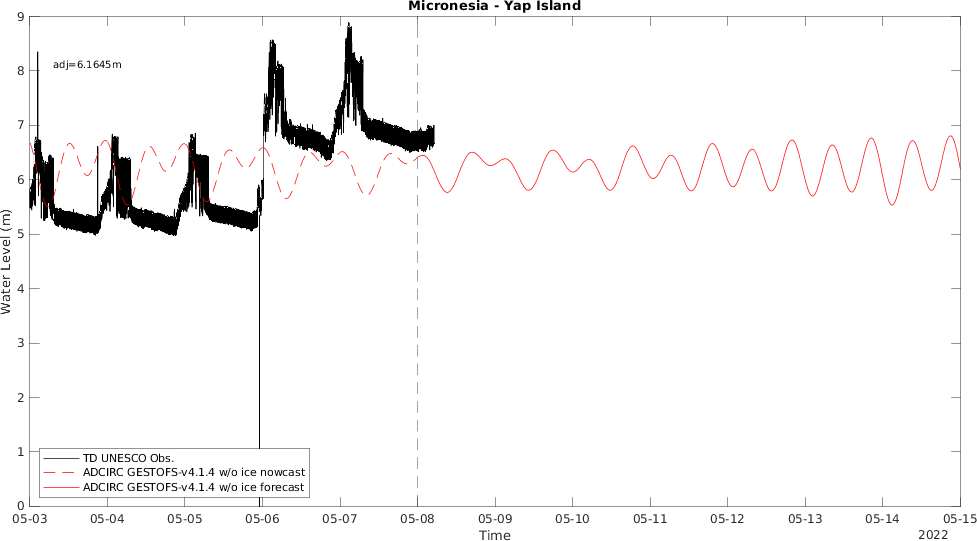 Micronesia - Yap Island
adj=6.1645m
9
8
7
6
5
4
3
2
1
0
Water Level (m)
TD UNESCO Obs.
ADCIRC GESTOFS-v4.1.4 w/o ice nowcast
ADCIRC GESTOFS-v4.1.4 w/o ice forecast
05-03 05-04 05-05 05-06 05-07 05-08 05-09 05-10 05-11 05-12 05-13 05-14 05-15
Time
2022